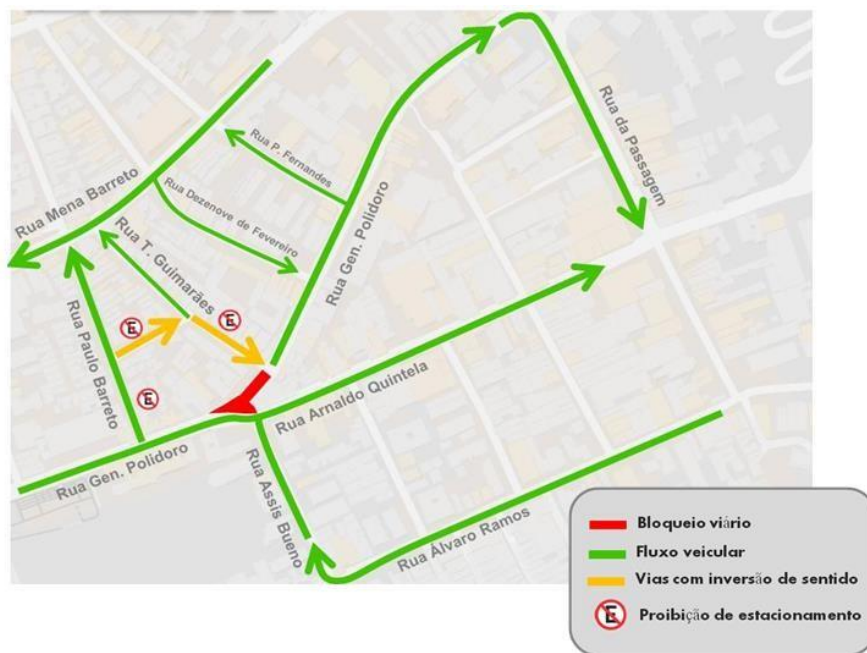 Rua da Passagem
Rua P. Fernandes
Rua Mena Barreto
Rua Dezenove de Fevereiro
Rua T. Guimarães
Rua Gen. Polidoro
Rua Paulo Barreto
E
E
E
Rua Arnaldo Quintela
Rua Gen. Polidoro
Rua Assis Bueno
Rua Álvaro Ramos
Bloqueio viário
Fluxo veicular
Vias com inversão de sentido
E
Proibição de estacionamento